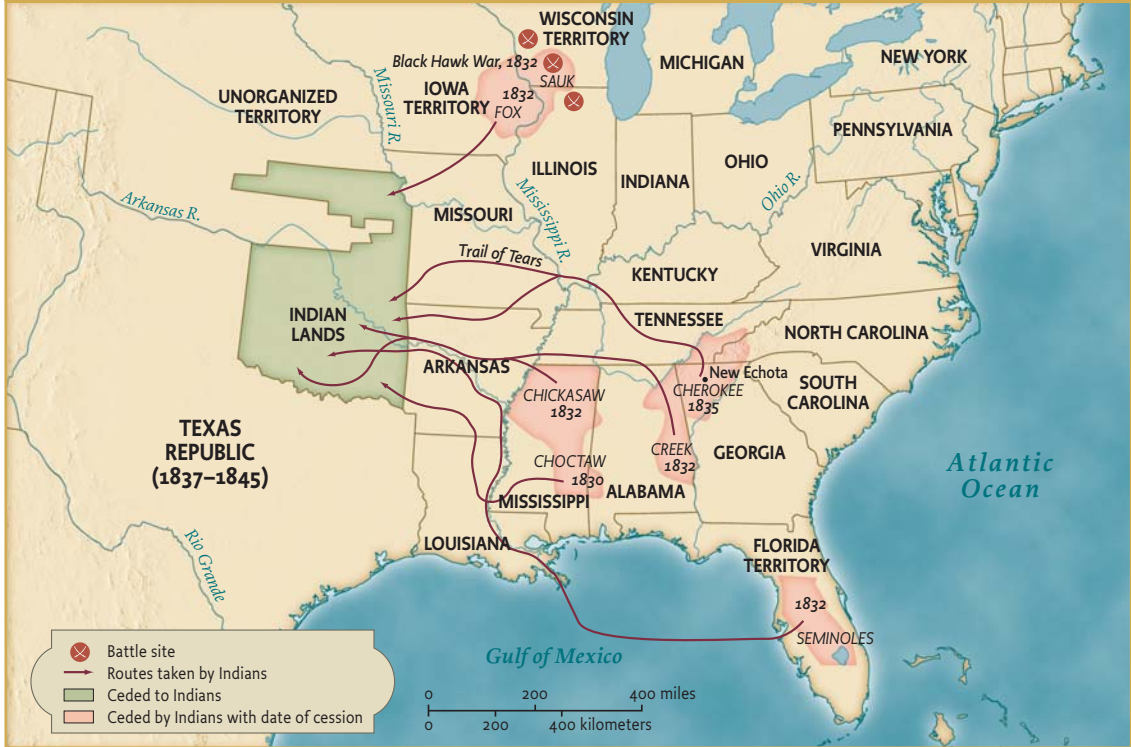 WISCONSIN
TERRITORY
NEW YORK
MICHIGAN
Black Hawk War, 1832
SAUK
1832
FOX
IOWA
TERRITORY
UNORGANIZED
TERRITORY
Missouri R.
PENNSYLVANIA
OHIO
ILLINOIS
INDIANA
Ohio R.
Mississippi R.
Arkansas R.
MISSOURI
VIRGINIA
Trail of Tears
KENTUCKY
INDIAN
LANDS
TENNESSEE
NORTH CAROLINA
ARKANSAS
New Echota
CHEROKEE
1835
SOUTH
CAROLINA
CHICKASAW
1832
TEXAS
REPUBLIC
(1837–1845)
CREEK
1832
GEORGIA
CHOCTAW
1830
MISSISSIPPI
ALABAMA
Atlantic
Ocean
LOUISIANA
FLORIDA
TERRITORY
Rio Grande
1832
SEMINOLES
Gulf of Mexico
Battle site
Routes taken by Indians
Ceded to Indians
Ceded by Indians with date of cession
0 200 400 miles
0 200 400 kilometers